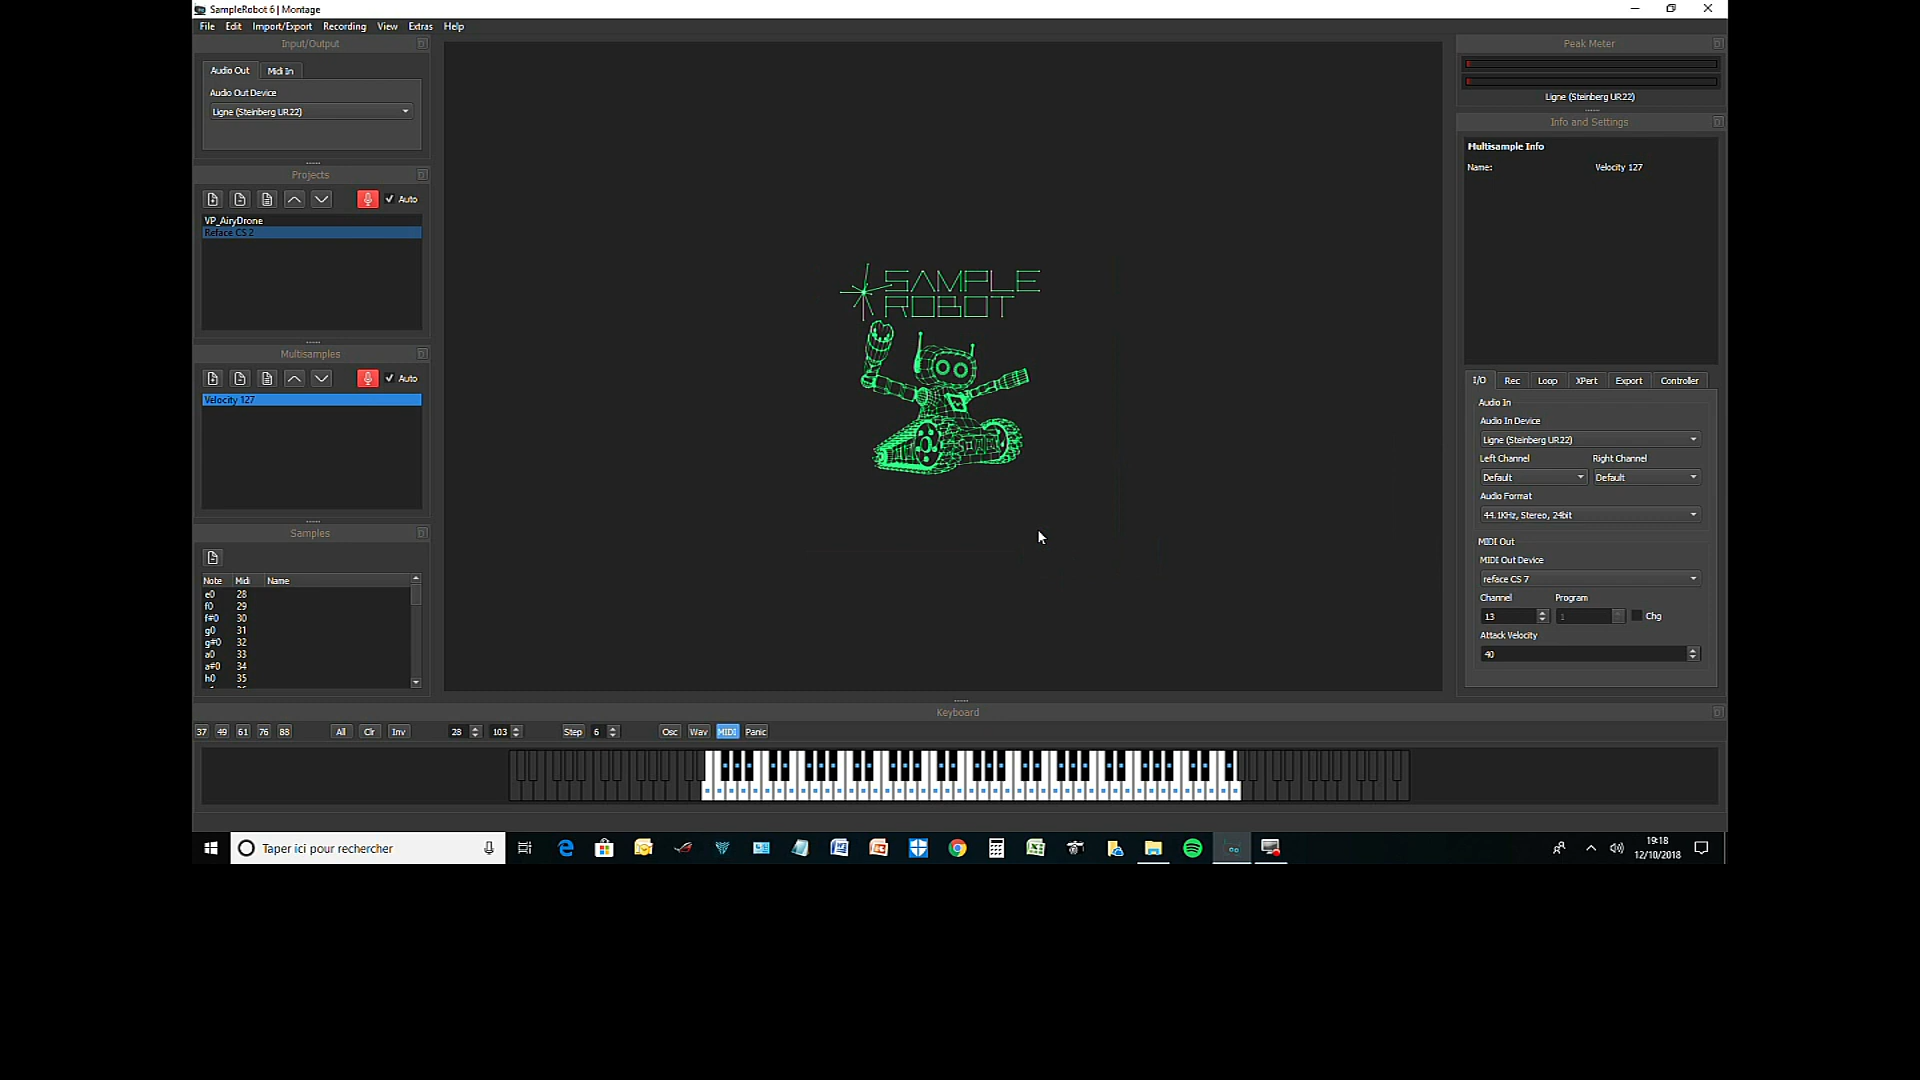 SampleRobot 6 | Montage
File Edit Import/Export Recording View Extras Help
Input/Output
Audio Out Midi In
Audio Out Device
Ligne (Steinberg UR22)
Projects
Auto
VP_AiryDrone
Reface CS 2
Multisamples
Auto
Velocity 127
Samples
Note Midi Name
e0 28
f0 29
f#0 30
g0 31
g#0 32
a0 33
a#0 34
h0 35
SAMPLE
ROBOT
Peak Meter
Ligne (Steinberg UR22)
Info and Settings
Multisample Info
Name: Velocity 127
I/O Rec Loop XPert Export Controller
Audio In
Audio In Device
Ligne (Steinberg UR22)
Left Channel Right Channel
Default Default
Audio Format
44.1KHz, Stereo, 24bit
MIDI Out
MIDI Out Device
reface CS 7
Channel Program
13 1 Chg
Attack Velocity
40
Keyboard
37 49 61 76 88 All Clr Inv 28 103 Step 6 Osc Wav MIDI Panic
Taper ici pour rechercher
19:18
12/10/2018